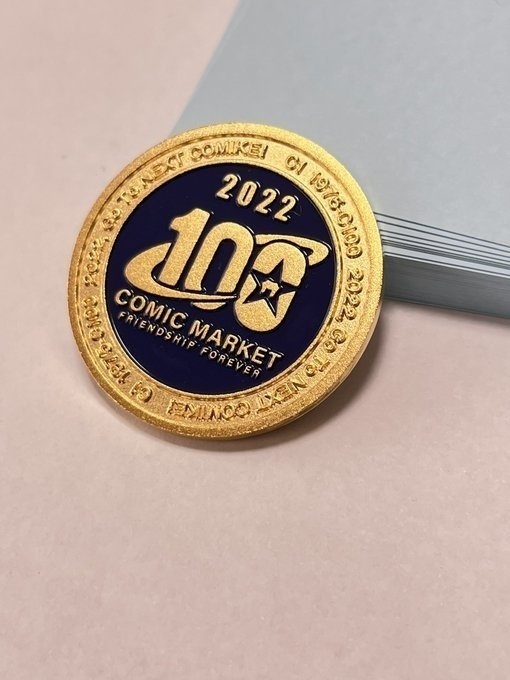 2022
100
COMIC MARKET
FRIENDSHIP FOREVER
C1 1975-C100 2022, GO TO NEXT COMIKE!
C1 1975-C100 2022, GO TO NEXT COMIKE!